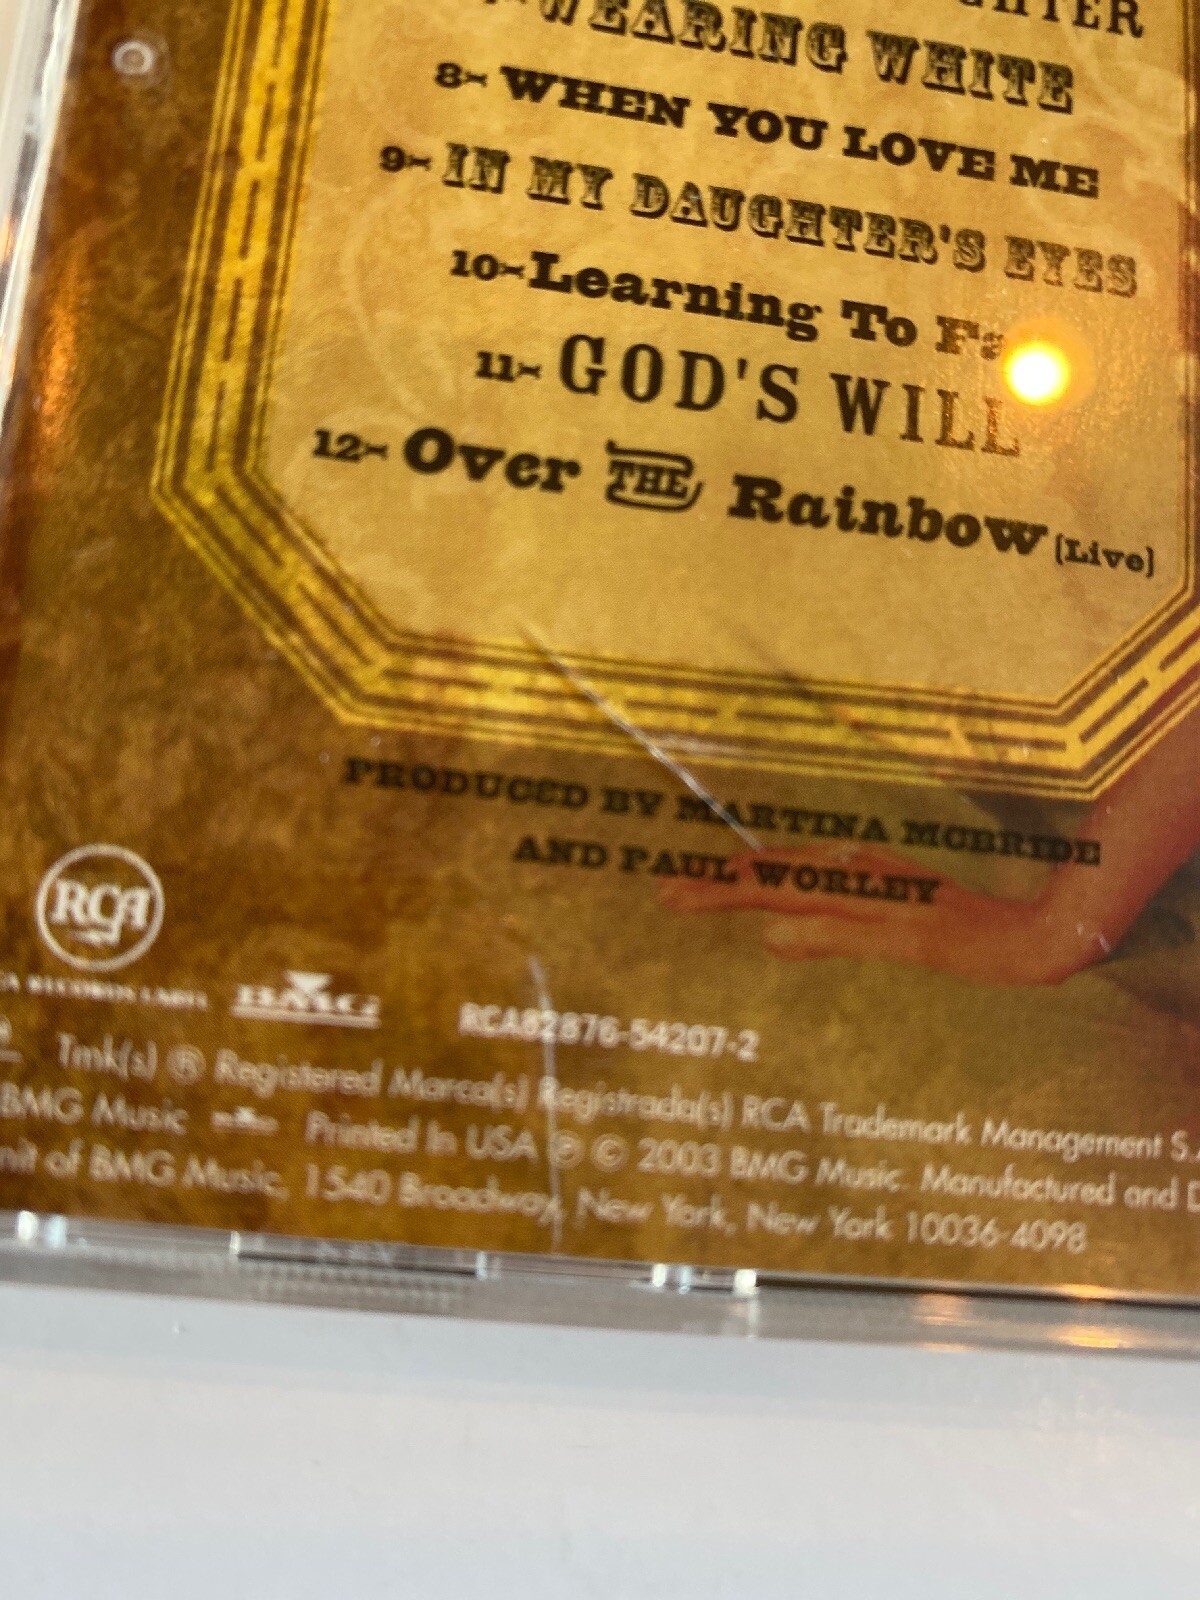 WEARING WHITE
8 WHEN YOU LOVE ME
9 IN MY DAUGHTER'S EYES
10 Learning To
11 GOD'S WILL
12 Over THE Rainbow (Live)
PRODUCED BY MARTINA MCBRIDE
AND PAUL WORLEY
RCA
RECORDS LABEL
BMG
RCA82876-54207-2
Tmk(s) ® Registered Marca(s) Registrada(s) RCA Trademark Management
BMG Music Printed In USA ℗ © 2003 BMG Music. Manufactured and
of BMG Music, 1540 Broadway, New York, New York 10036-4098